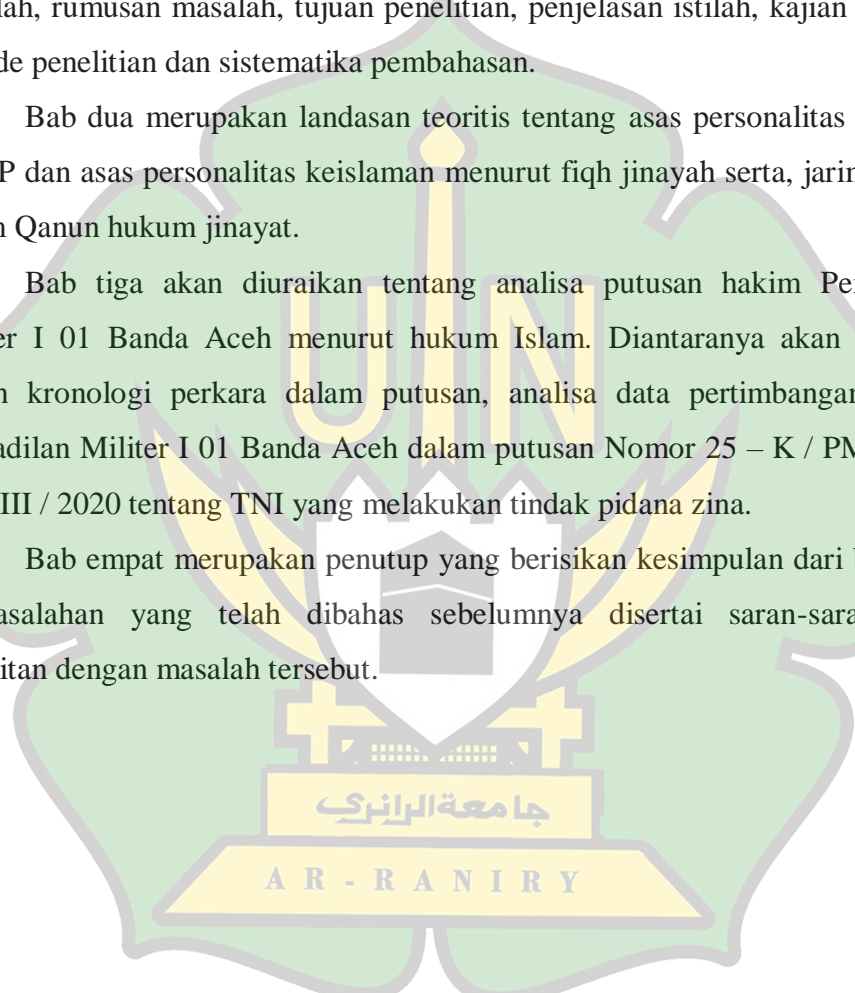 lah, rumusan masalah, tujuan penelitian, penjelasan istilah, kajian
de penelitian dan sistematika pembahasan.
Bab dua merupakan landasan teoritis tentang asas personalitas
P dan asas personalitas keislaman menurut fiqh jinayah serta, jarim
n Qanun hukum jinayat.
Bab tiga akan diuraikan tentang analisa putusan hakim Pe
er I 01 Banda Aceh menurut hukum Islam. Diantaranya akan
n kronologi perkara dalam putusan, analisa data pertimbangan
adilan Militer I 01 Banda Aceh dalam putusan Nomor 25 – K / PM
III / 2020 tentang TNI yang melakukan tindak pidana zina.
Bab empat merupakan penutup yang berisikan kesimpulan dari
asalahan yang telah dibahas sebelumnya disertai saran-sara
itan dengan masalah tersebut.
UIN
جامعة الرانري
AR-RANIRY